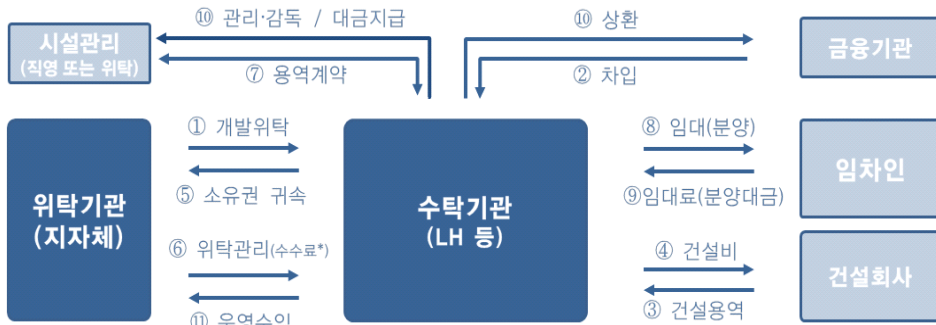 ⑩ 관리·감독 / 대금지급
⑩ 상환
시설관리
(직영 또는 위탁)
금융기관
⑦ 용역계약
② 차입
① 개발위탁
⑧ 임대(분양)
위탁기관
(지자체)
수탁기관
(LH 등)
임차인
⑤ 소유권 귀속
⑨임대료(분양대금)
⑥ 위탁관리(수수료*)
④ 건설비
건설회사
⑪ 운영수입
③ 건설용역